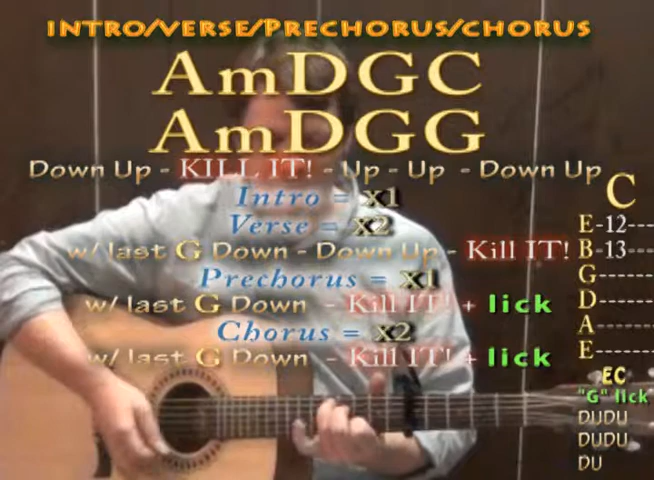 INTRO/VERSE/PRECHORUS/CHORUS
AmDGC
AmDGG
Down Up - KILL IT! - Up - Up - Down Up
Intro = x1
Verse = x2
w/ last G Down - Down Up - Kill IT!
Prechorus = x1
w/ last G Down - Kill IT! + lick
Chorus = x2
w/ last G Down - Kill IT! + lick
C
E-12---
B-13---
G------
D------
A------
E------
EC
"G" lick
DUDU
DUDU
DU